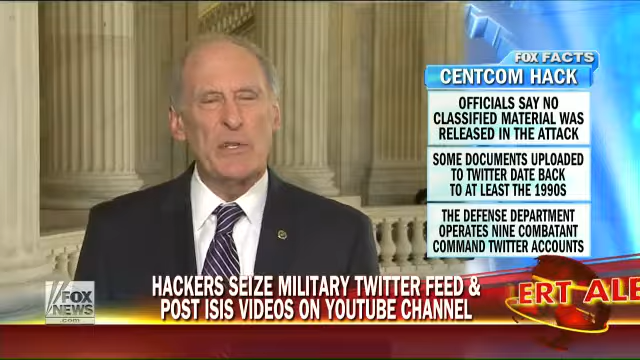 FOX FACTS
CENTCOM HACK
OFFICIALS SAY NO
CLASSIFIED MATERIAL WAS
RELEASED IN THE ATTACK
SOME DOCUMENTS UPLOADED
TO TWITTER DATE BACK
TO AT LEAST THE 1990S
THE DEFENSE DEPARTMENT
OPERATES NINE COMBATANT
COMMAND TWITTER ACCOUNTS
HACKERS SEIZE MILITARY TWITTER FEED &
POST ISIS VIDEOS ON YOUTUBE CHANNEL
FOX
NEWS
.com
ERT ALE